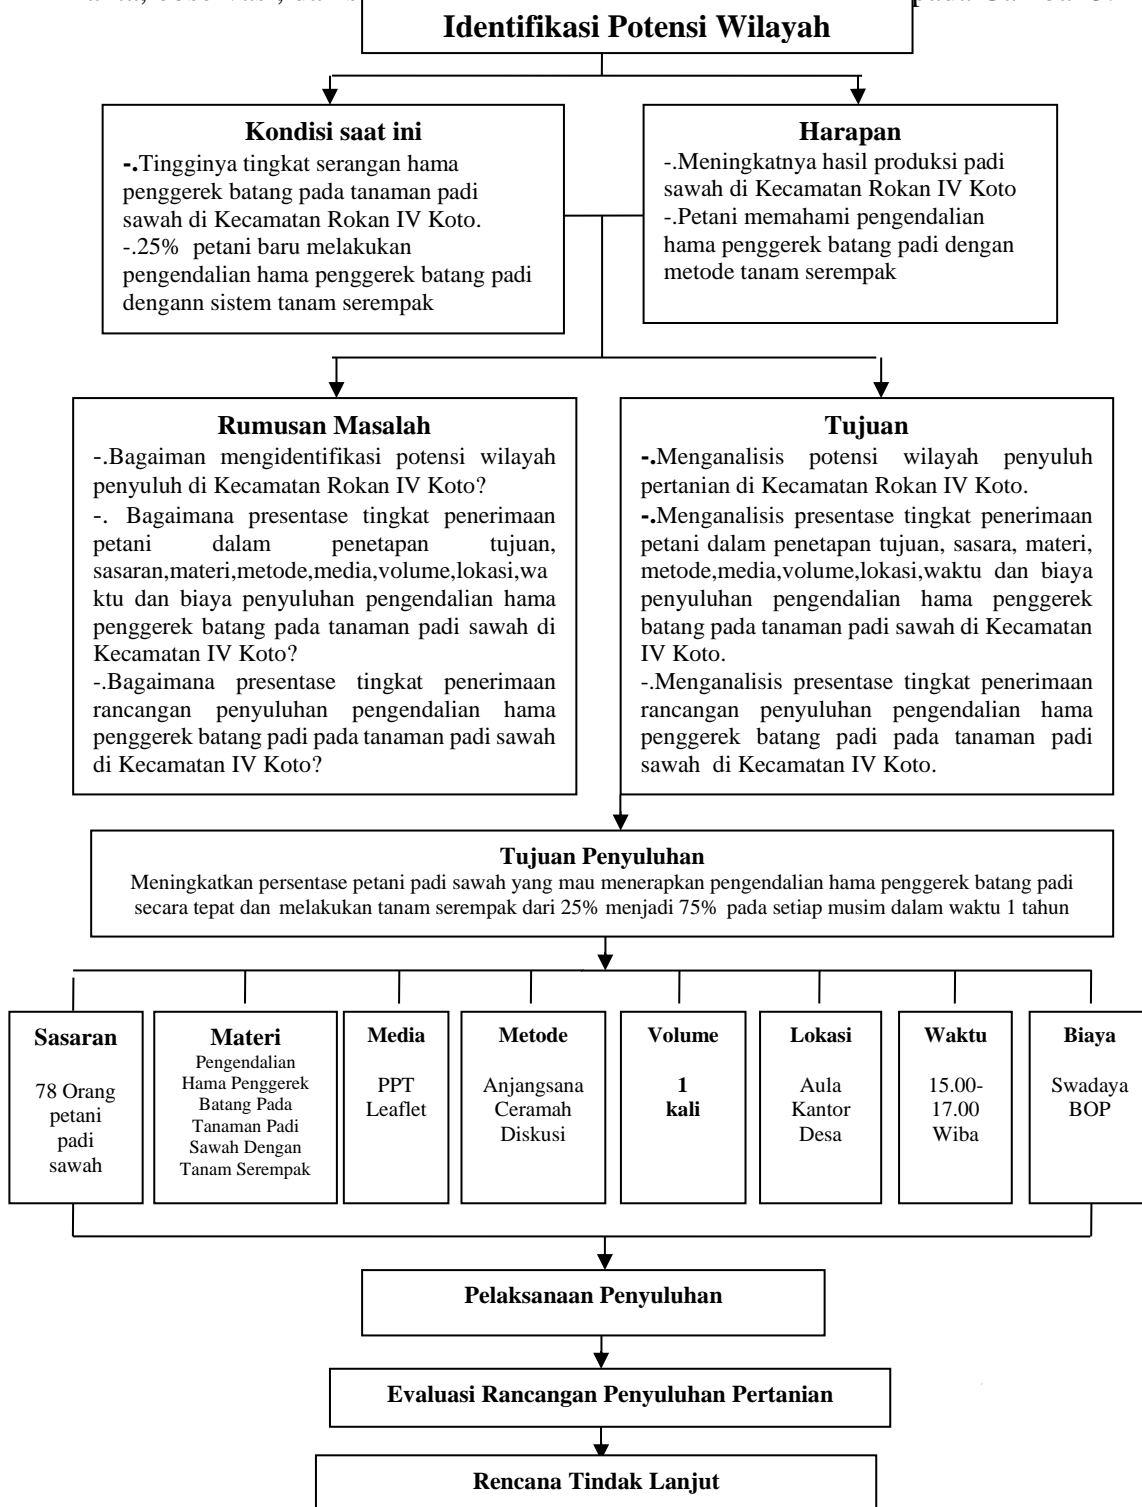 Identifikasi Potensi Wilayah
Kondisi saat ini
-.Tingginya tingkat serangan hama
penggerek batang pada tanaman padi
sawah di Kecamatan Rokan IV Koto.
-.25% petani baru melakukan
pengendalian hama penggerek batang padi
dengann sistem tanam serempak
Harapan
-.Meningkatnya hasil produksi padi
sawah di Kecamatan Rokan IV Koto
-.Petani memahami pengendalian
hama penggerek batang padi dengan
metode tanam serempak
Rumusan Masalah
-.Bagaiman mengidentifikasi potensi wilayah
penyuluh di Kecamatan Rokan IV Koto?
-. Bagaimana presentase tingkat penerimaan
petani dalam penetapan tujuan,
sasaran,materi,metode,media,volume,lokasi,wa
ktu dan biaya penyuluhan pengendalian hama
penggerek batang pada tanaman padi sawah di
Kecamatan IV Koto?
-.Bagaimana presentase tingkat penerimaan
rancangan penyuluhan pengendalian hama
penggerek batang padi pada tanaman padi sawah
di Kecamatan IV Koto?
Tujuan
-.Menganalisis potensi wilayah penyuluh
pertanian di Kecamatan Rokan IV Koto.
-.Menganalisis presentase tingkat penerimaan
petani dalam penetapan tujuan, sasara, materi,
metode,media,volume,lokasi,waktu dan biaya
penyuluhan pengendalian hama penggerek
batang pada tanaman padi sawah di Kecamatan
IV Koto.
-.Menganalisis presentase tingkat penerimaan
rancangan penyuluhan pengendalian hama
penggerek batang padi pada tanaman padi
sawah di Kecamatan IV Koto.
Tujuan Penyuluhan
Meningkatkan persentase petani padi sawah yang mau menerapkan pengendalian hama penggerek batang padi
secara tepat dan melakukan tanam serempak dari 25% menjadi 75% pada setiap musim dalam waktu 1 tahun
Sasaran
78 Orang
petani
padi
sawah
Materi
Pengendalian
Hama Penggerek
Batang Pada
Tanaman Padi
Sawah Dengan
Tanam Serempak
Media
PPT
Leaflet
Metode
Anjangsana
Ceramah
Diskusi
Volume
1
kali
Lokasi
Aula
Kantor
Desa
Waktu
15.00-
17.00
Wiba
Biaya
Swadaya
BOP
Pelaksanaan Penyuluhan
Evaluasi Rancangan Penyuluhan Pertanian
Rencana Tindak Lanjut